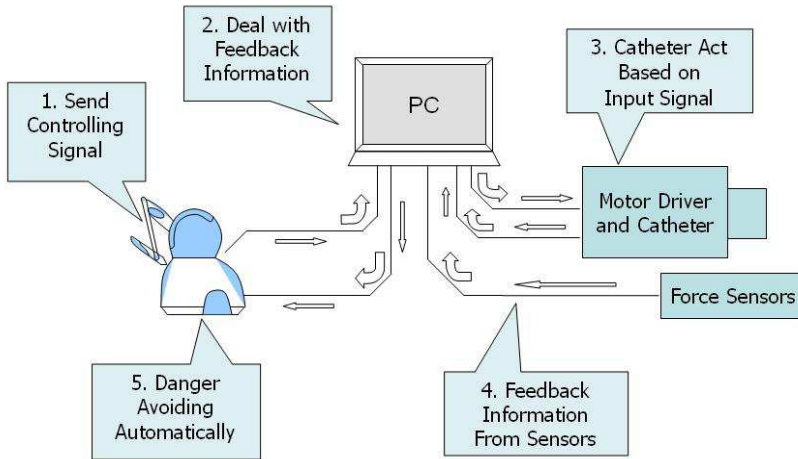 1. Send
Controlling
Signal
2. Deal with
Feedback
Information
PC
3. Catheter Act
Based on
Input Signal
Motor Driver
and Catheter
Force Sensors
4. Feedback
Information
From Sensors
5. Danger
Avoiding
Automatically